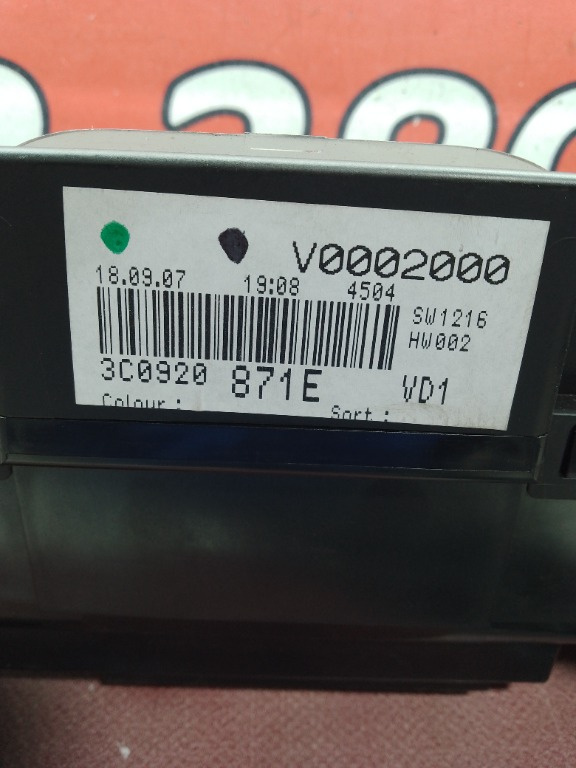 V0002000
18.09.07 19:08 4504
SW1216
HW002
3C0920 871E VD1
Colour : Sort :